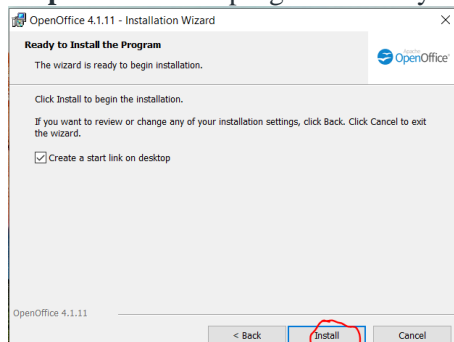 OpenOffice 4.1.11 - Installation Wizard
Ready to Install the Program
The wizard is ready to begin installation.
Apache
OpenOffice
Click Install to begin the installation.
If you want to review or change any of your installation settings, click Back. Click Cancel to exit
the wizard.
Create a start link on desktop
OpenOffice 4.1.11
< Back Install Cancel